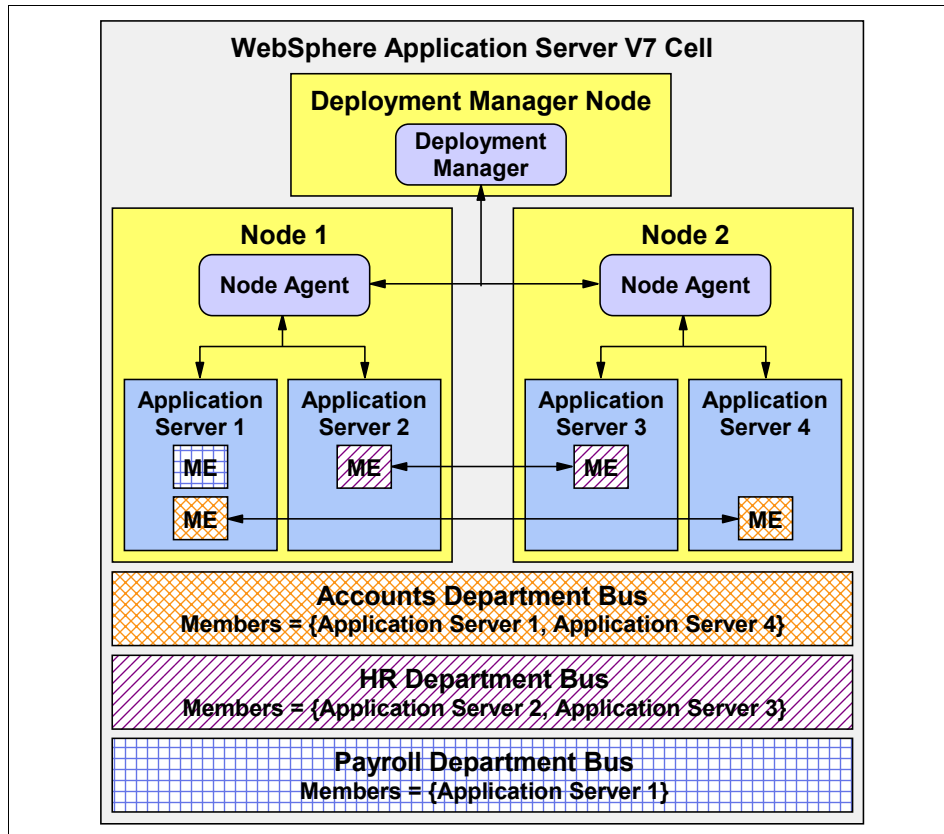 WebSphere Application Server V7 Cell
Deployment Manager Node
Deployment
Manager
Node 1
Node Agent
Application
Server 1
ME
ME
Application
Server 2
ME
Node 2
Node Agent
Application
Server 3
ME
Application
Server 4
ME
Accounts Department Bus
Members = {Application Server 1, Application Server 4}
HR Department Bus
Members = {Application Server 2, Application Server 3}
Payroll Department Bus
Members = {Application Server 1}